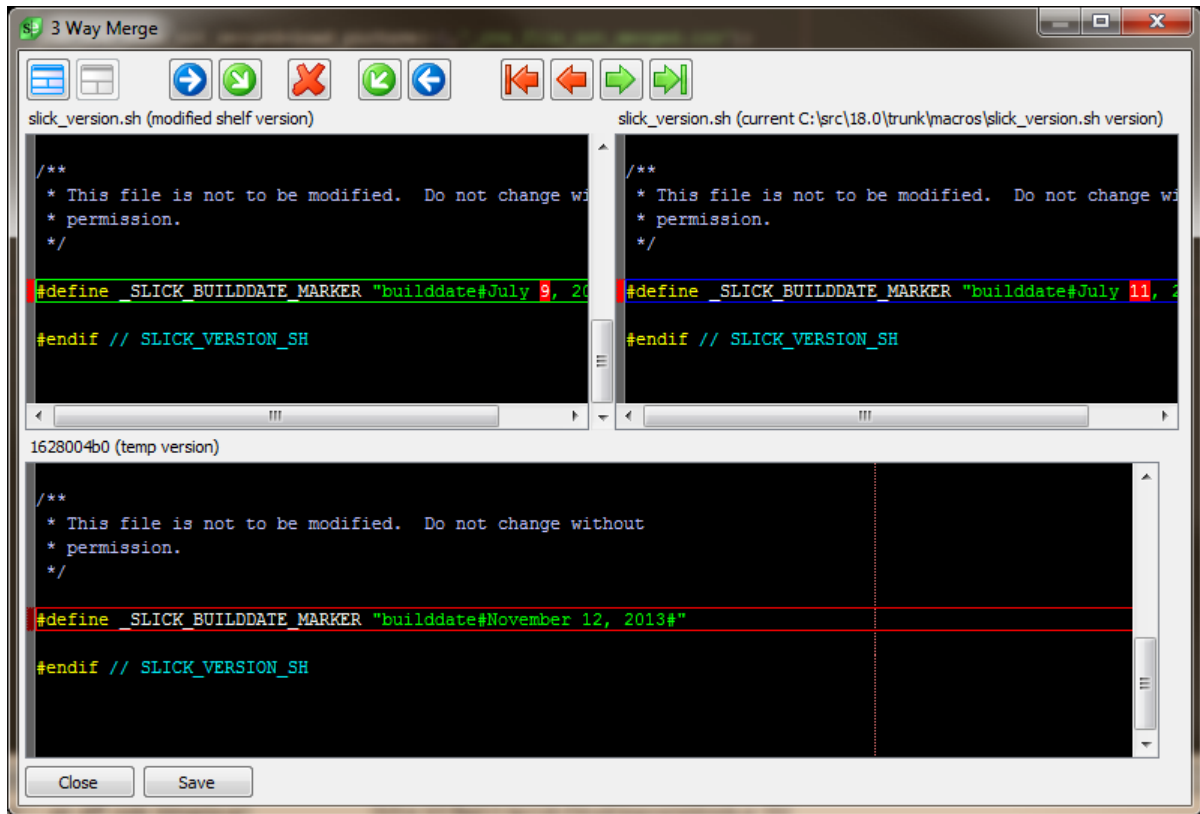 3 Way Merge
slick_version.sh (modified shelf version)
/**
* This file is not to be modified.  Do not change wi
* permission.
*/
#define _SLICK_BUILDDATE_MARKER "builddate#July 9, 20
#endif // SLICK_VERSION_SH
slick_version.sh (current C:\src\18.0\trunk\macros\slick_version.sh version)
/**
* This file is not to be modified.  Do not change wi
* permission.
*/
#define _SLICK_BUILDDATE_MARKER "builddate#July 11, 2
#endif // SLICK_VERSION_SH
1628004b0 (temp version)
/**
* This file is not to be modified.  Do not change without
* permission.
*/
#define _SLICK_BUILDDATE_MARKER "builddate#November 12, 2013#"
#endif // SLICK_VERSION_SH
Close
Save